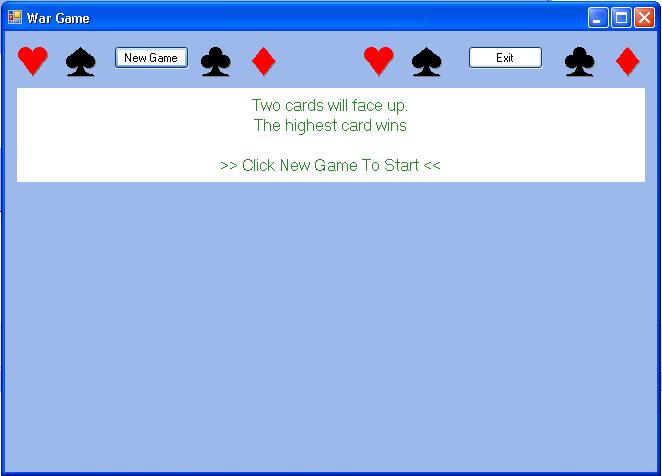 War Game
New Game
Exit
Two cards will face up.
The highest card wins
>> Click New Game To Start <<